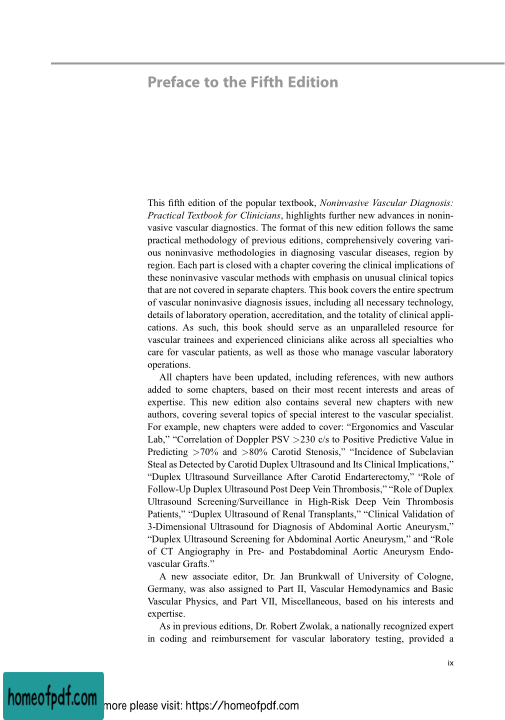 Preface to the Fifth Edition
This fifth edition of the popular textbook, Noninvasive Vascular Diagnosis:
Practical Textbook for Clinicians, highlights further new advances in nonin-
vasive vascular diagnostics. The format of this new edition follows the same
practical methodology of previous editions, comprehensively covering vari-
ous noninvasive methodologies in diagnosing vascular diseases, region by
region. Each part is closed with a chapter covering the clinical implications of
these noninvasive vascular methods with emphasis on unusual clinical topics
that are not covered in separate chapters. This book covers the entire spectrum
of vascular noninvasive diagnosis issues, including all necessary technology,
details of laboratory operation, accreditation, and the totality of clinical appli-
cations. As such, this book should serve as an unparalleled resource for
vascular trainees and experienced clinicians alike across all specialties who
care for vascular patients, as well as those who manage vascular laboratory
operations.
All chapters have been updated, including references, with new authors
added to some chapters, based on their most recent interests and areas of
expertise. This new edition also contains several new chapters with new
authors, covering several topics of special interest to the vascular specialist.
For example, new chapters were added to cover: “Ergonomics and Vascular
Lab,” “Correlation of Doppler PSV >230 c/s to Positive Predictive Value in
Predicting >70% and >80% Carotid Stenosis,” “Incidence of Subclavian
Steal as Detected by Carotid Duplex Ultrasound and Its Clinical Implications,”
“Duplex Ultrasound Surveillance After Carotid Endarterectomy,” “Role of
Follow-Up Duplex Ultrasound Post Deep Vein Thrombosis,” “Role of Duplex
Ultrasound Screening/Surveillance in High-Risk Deep Vein Thrombosis
Patients,” “Duplex Ultrasound of Renal Transplants,” “Clinical Validation of
3-Dimensional Ultrasound for Diagnosis of Abdominal Aortic Aneurysm,”
“Duplex Ultrasound Screening for Abdominal Aortic Aneurysm,” and “Role
of CT Angiography in Pre- and Postabdominal Aortic Aneurysm Endo-
vascular Grafts.”
A new associate editor, Dr. Jan Brunkwall of University of Cologne,
Germany, was also assigned to Part II, Vascular Hemodynamics and Basic
Vascular Physics, and Part VII, Miscellaneous, based on his interests and
expertise.
As in previous editions, Dr. Robert Zwolak, a nationally recognized expert
in coding and reimbursement for vascular laboratory testing, provided a
ix
homeofpdf.com
more please visit: https://homeofpdf.com